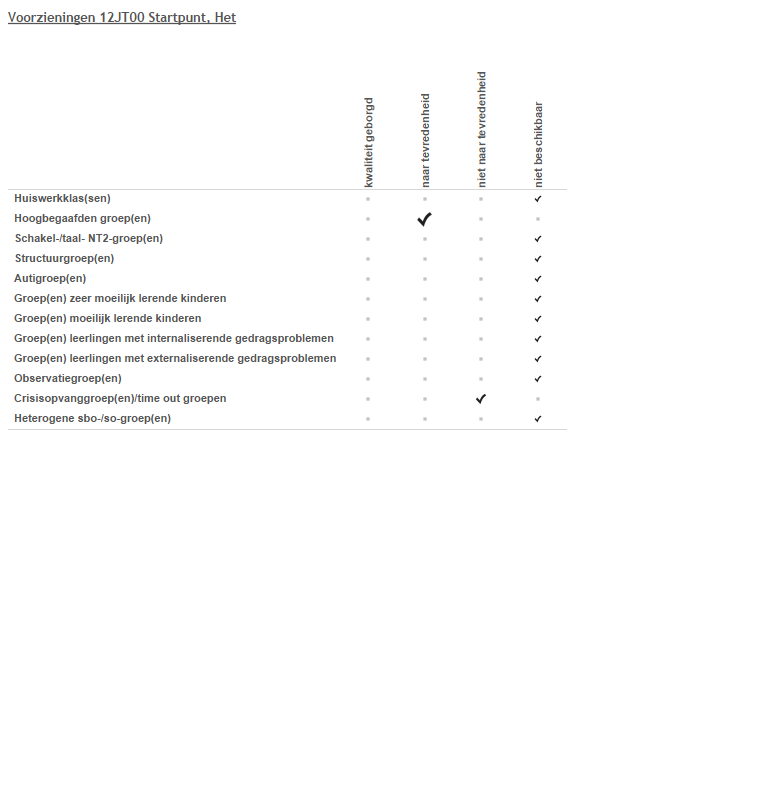 Voorzieningen 12JT00 Startpunt, Het
kwaliteit geborgd
naar tevredenheid
niet naar tevredenheid
niet beschikbaar
Huiswerkklas(sen)
Hoogbegaafden groep(en)
Schakel-/taal- NT2-groep(en)
Structuurgroep(en)
Autigroep(en)
Groep(en) zeer moeilijk lerende kinderen
Groep(en) moeilijk lerende kinderen
Groep(en) leerlingen met internaliserende gedragsproblemen
Groep(en) leerlingen met externaliserende gedragsproblemen
Observatiegroep(en)
Crisisopvanggroep(en)/time out groepen
Heterogene sbo-/so-groep(en)